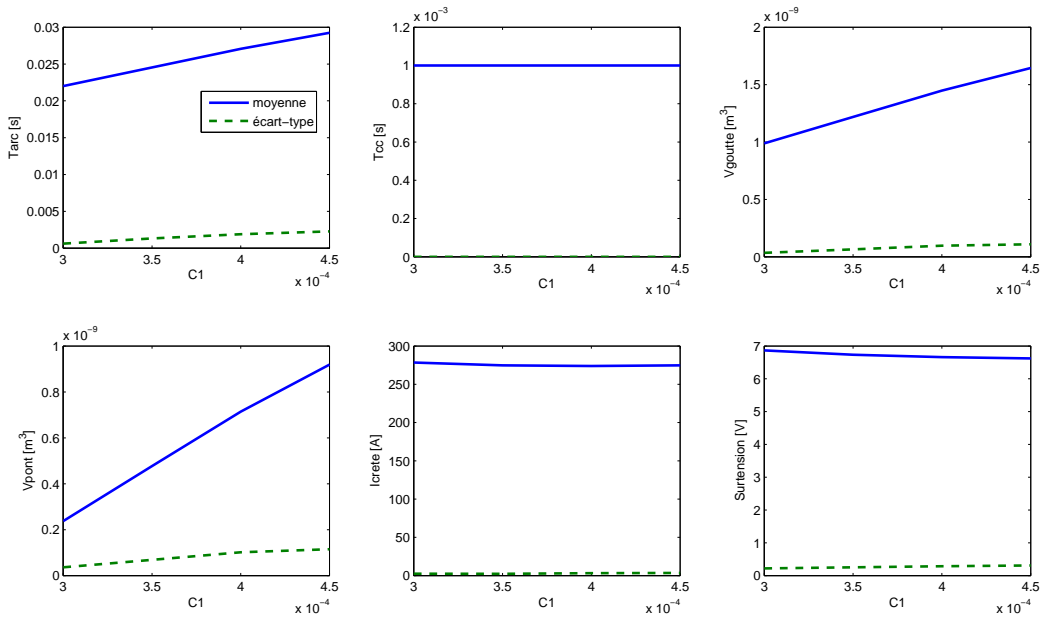 0.03
0.025
0.02
0.015
0.01
0.005
0
3
3.5
4
4.5
x 10⁻⁴
C1
Tarc [s]
moyenne
écart−type
x 10⁻³
1.2
1
0.8
0.6
0.4
0.2
0
3
3.5
4
4.5
x 10⁻⁴
C1
Tcc [s]
x 10⁻⁹
2
1.5
1
0.5
0
3
3.5
4
4.5
x 10⁻⁴
C1
Vgoutte [m³]
x 10⁻⁹
1
0.8
0.6
0.4
0.2
0
3
3.5
4
4.5
x 10⁻⁴
C1
Vpont [m³]
300
250
200
150
100
50
0
3
3.5
4
4.5
x 10⁻⁴
C1
Icrete [A]
7
6
5
4
3
2
1
0
3
3.5
4
4.5
x 10⁻⁴
C1
Surtension [V]